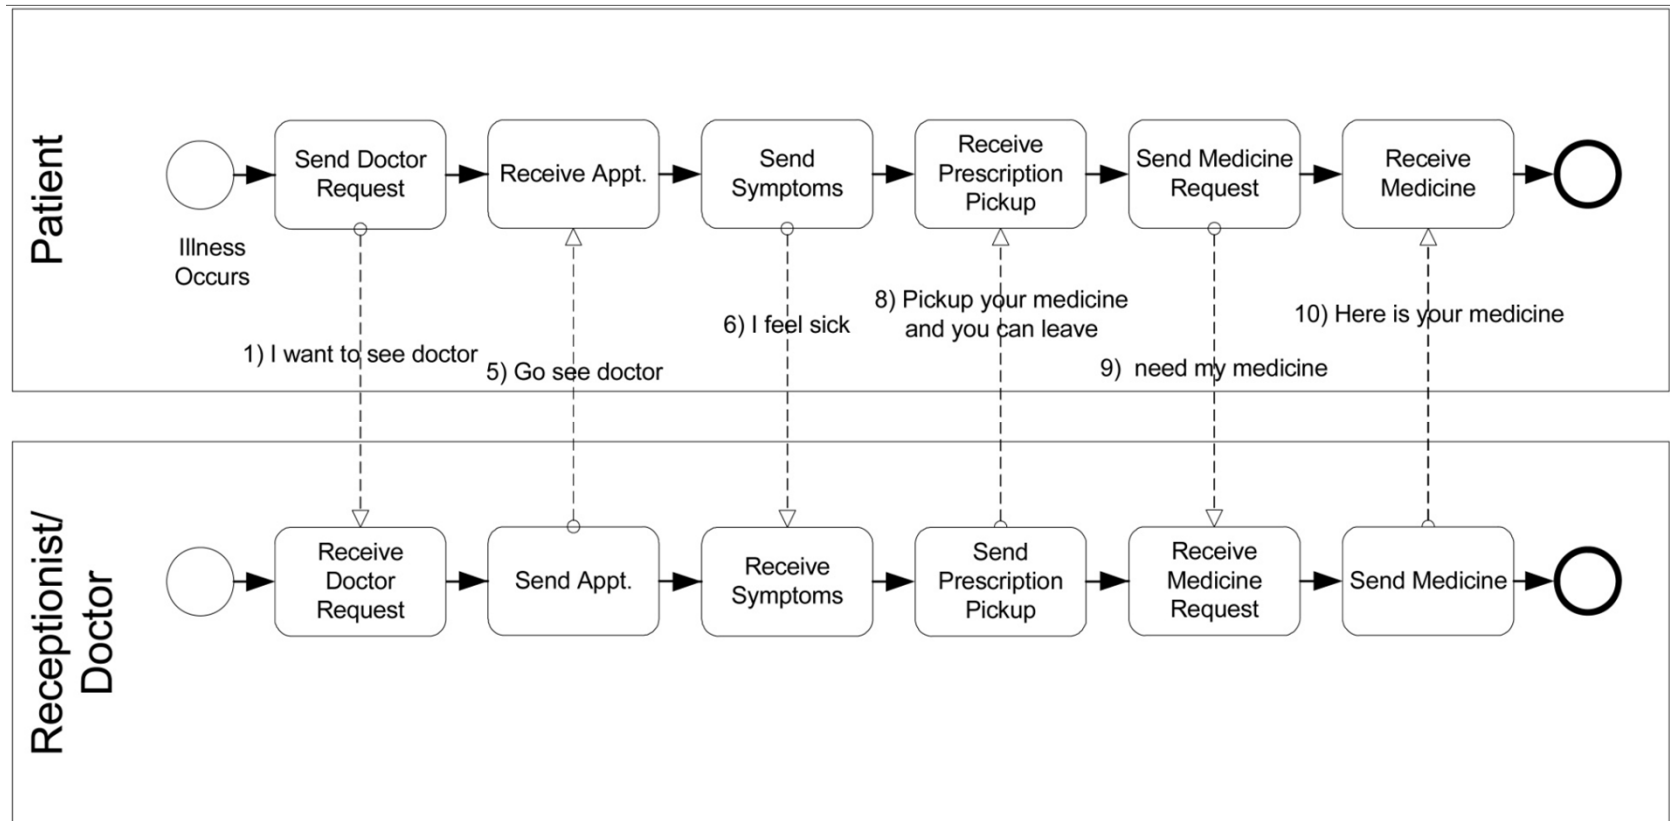 Patient
Send Doctor
Request
Receive Appt.
Send
Symptoms
Receive
Prescription
Pickup
Send Medicine
Request
Receive
Medicine
Illness
Occurs
1) I want to see doctor
5) Go see doctor
6) I feel sick
8) Pickup your medicine
and you can leave
9) need my medicine
10) Here is your medicine
Receptionist/
Doctor
Receive
Doctor
Request
Send Appt.
Receive
Symptoms
Send
Prescription
Pickup
Receive
Medicine
Request
Send Medicine